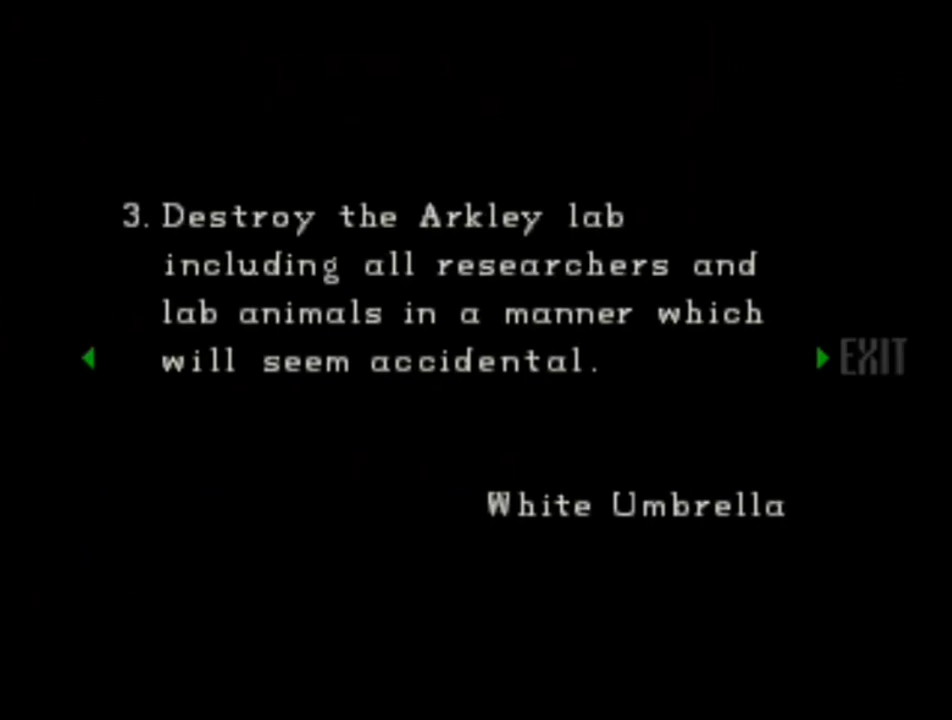 3. Destroy the Arkley lab
including all researchers and
lab animals in a manner which
will seem accidental.
EXIT
White Umbrella